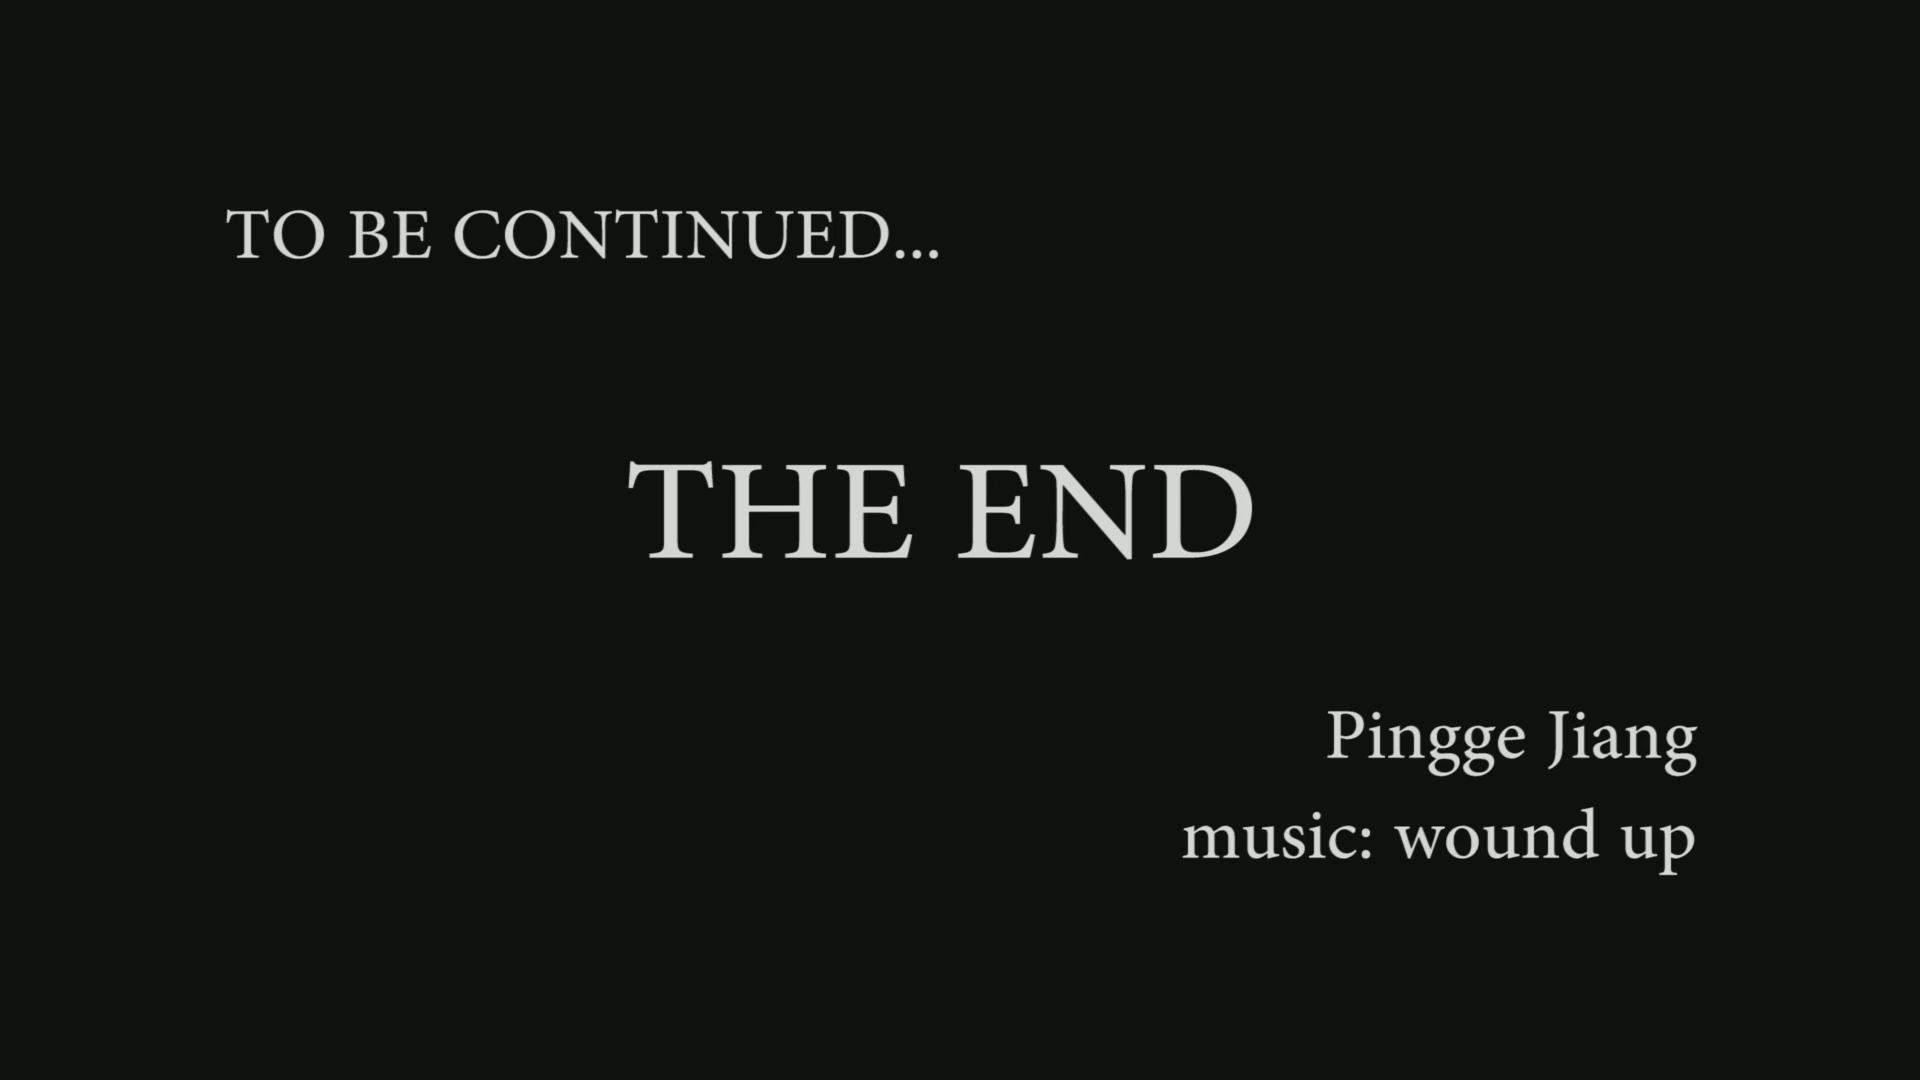 TO BE CONTINUED...
THE END
Pingge Jiang
music: wound up